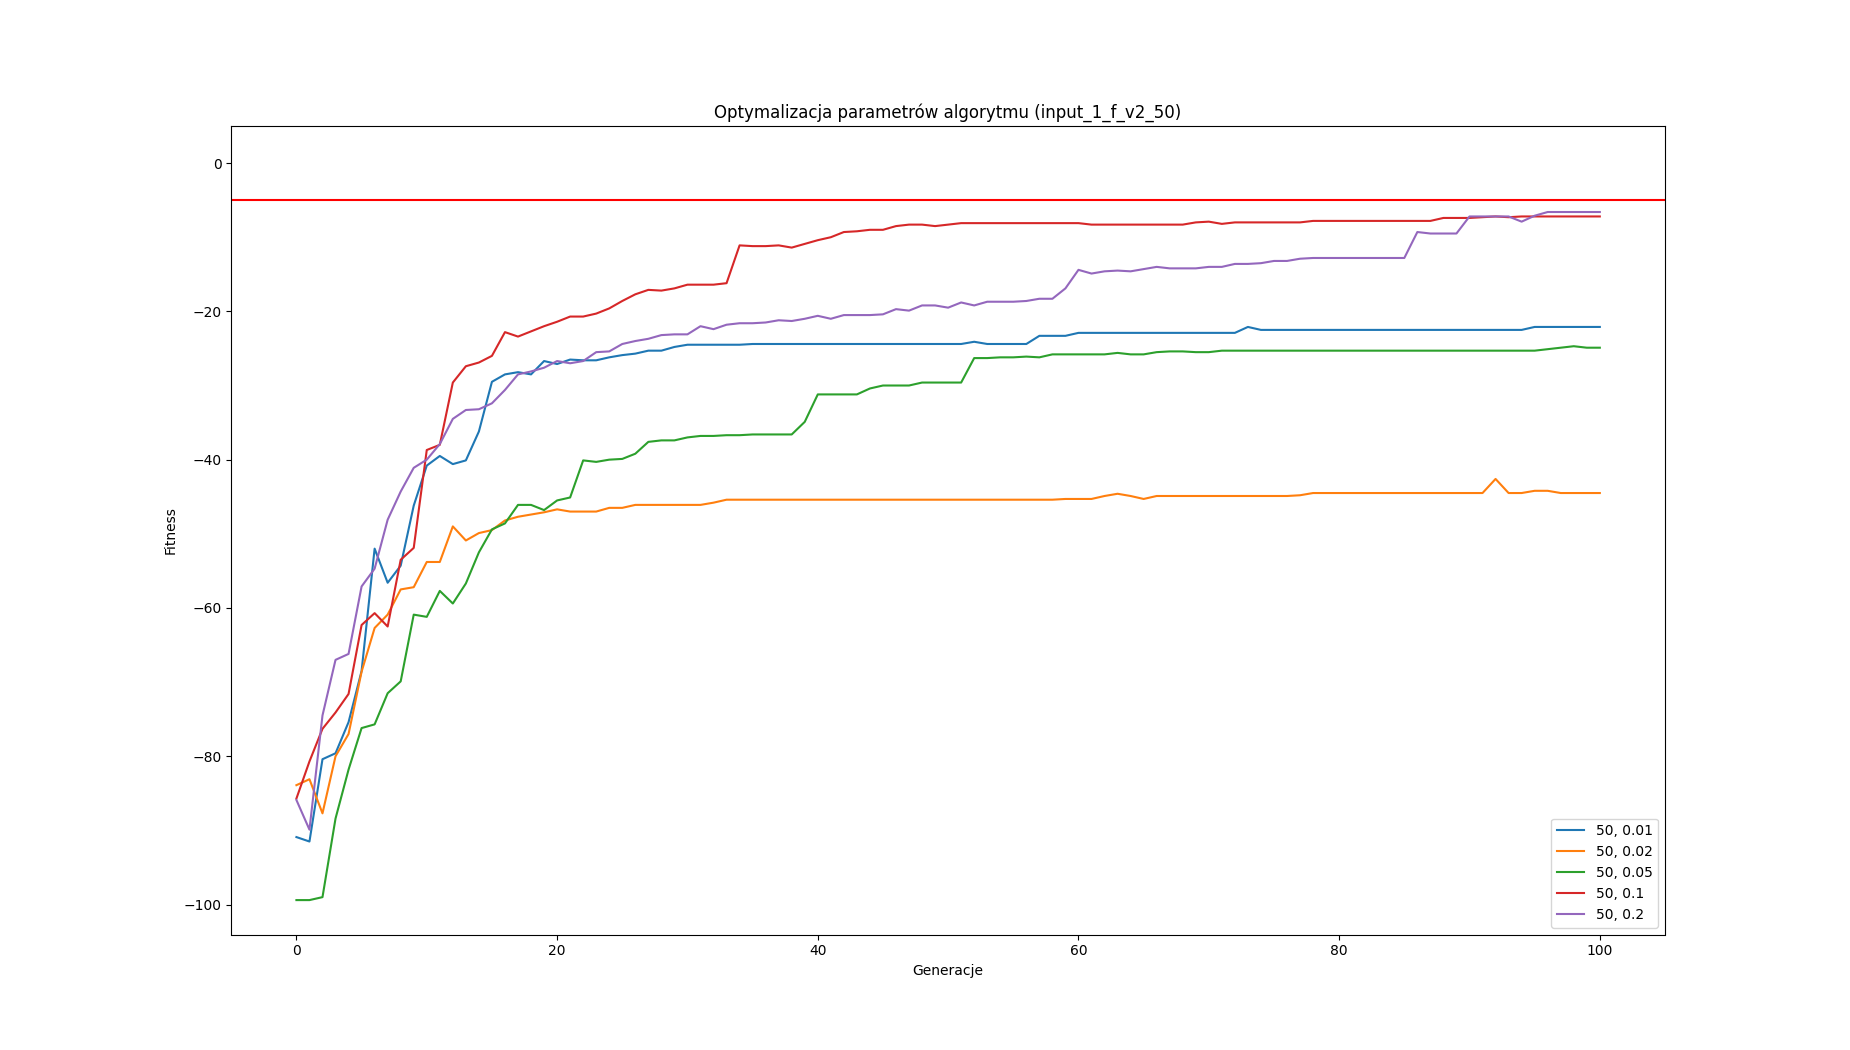 Optymalizacja parametrów algorytmu (input_1_f_v2_50)
0
−20
−40
−60
−80
−100
Fitness
0 20 40 60 80 100
Generacje
50, 0.01
50, 0.02
50, 0.05
50, 0.1
50, 0.2